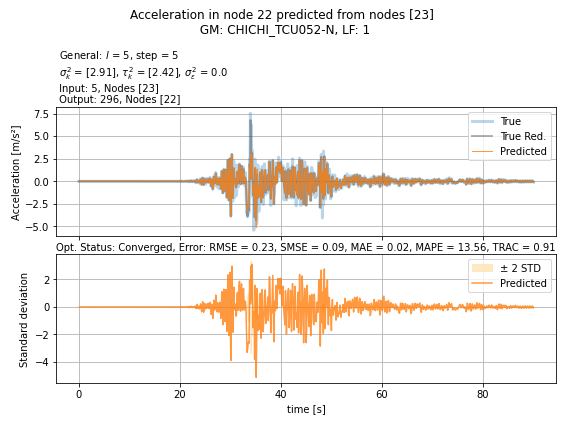 Acceleration in node 22 predicted from nodes [23]
GM: CHICHI_TCU052-N, LF: 1
General: l = 5, step = 5
σ²_k = [2.91], τ²_k = [2.42], σ²_ε = 0.0
Input: 5, Nodes [23]
Output: 296, Nodes [22]
Acceleration [m/s²]
7.5
5.0
2.5
0.0
−2.5
−5.0
True
True Red.
Predicted
Opt. Status: Converged, Error: RMSE = 0.23, SMSE = 0.09, MAE = 0.02, MAPE = 13.56, TRAC = 0.91
Standard deviation
2
0
−2
−4
± 2 STD
Predicted
0 20 40 60 80
time [s]